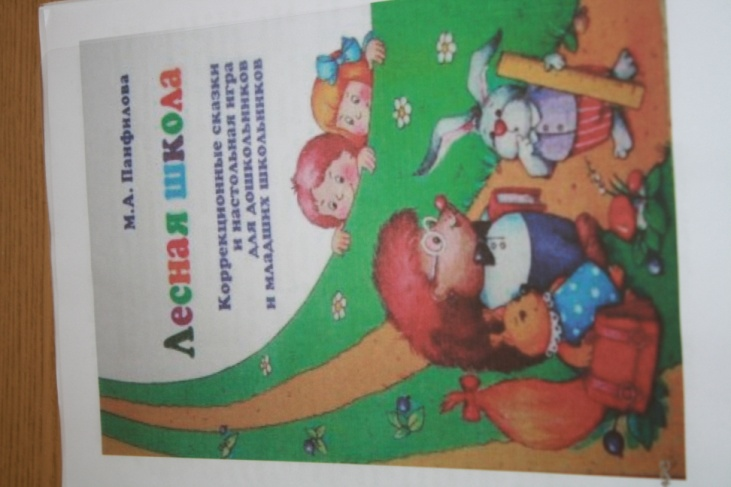 М.А. Панфилова
Лесная школа
Коррекционные сказки
и настольная игра
для дошкольников
и младших школьников